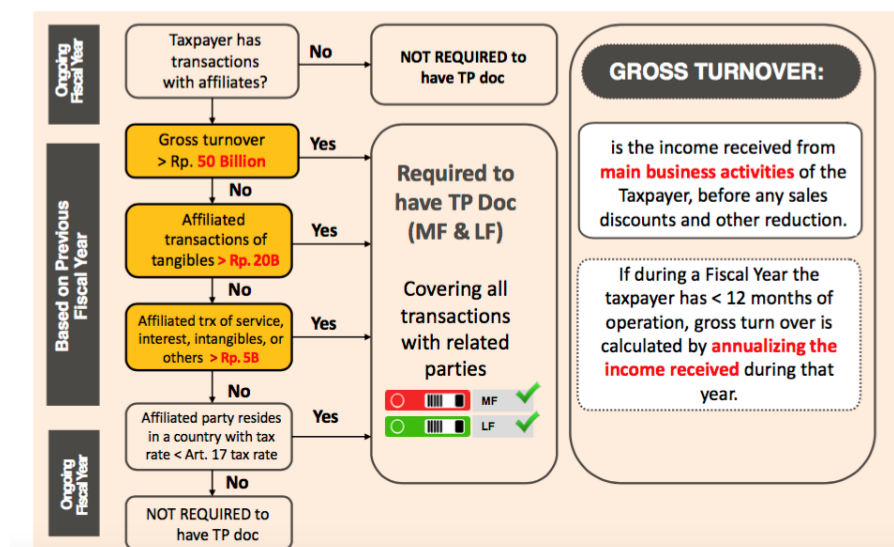 Ongoing
Fiscal Year
Taxpayer has
transactions
with affiliates?
No
NOT REQUIRED to
have TP doc
Based on Previous
Fiscal Year
Gross turnover
> Rp. 50 Billion
Yes
No
Affiliated
transactions of
tangibles > Rp. 20B
Yes
No
Affiliated trx of service,
interest, intangibles, or
others > Rp. 5B
Yes
No
Ongoing
Fiscal Year
Affiliated party resides
in a country with tax
rate < Art. 17 tax rate
Yes
No
NOT REQUIRED to
have TP doc
Required to
have TP Doc
(MF & LF)
Covering all
transactions
with related
parties
MF
LF
GROSS TURNOVER:
is the income received from
main business activities of the
Taxpayer, before any sales
discounts and other reduction.
If during a Fiscal Year the
taxpayer has < 12 months of
operation, gross turn over is
calculated by annualizing the
income received during that
year.